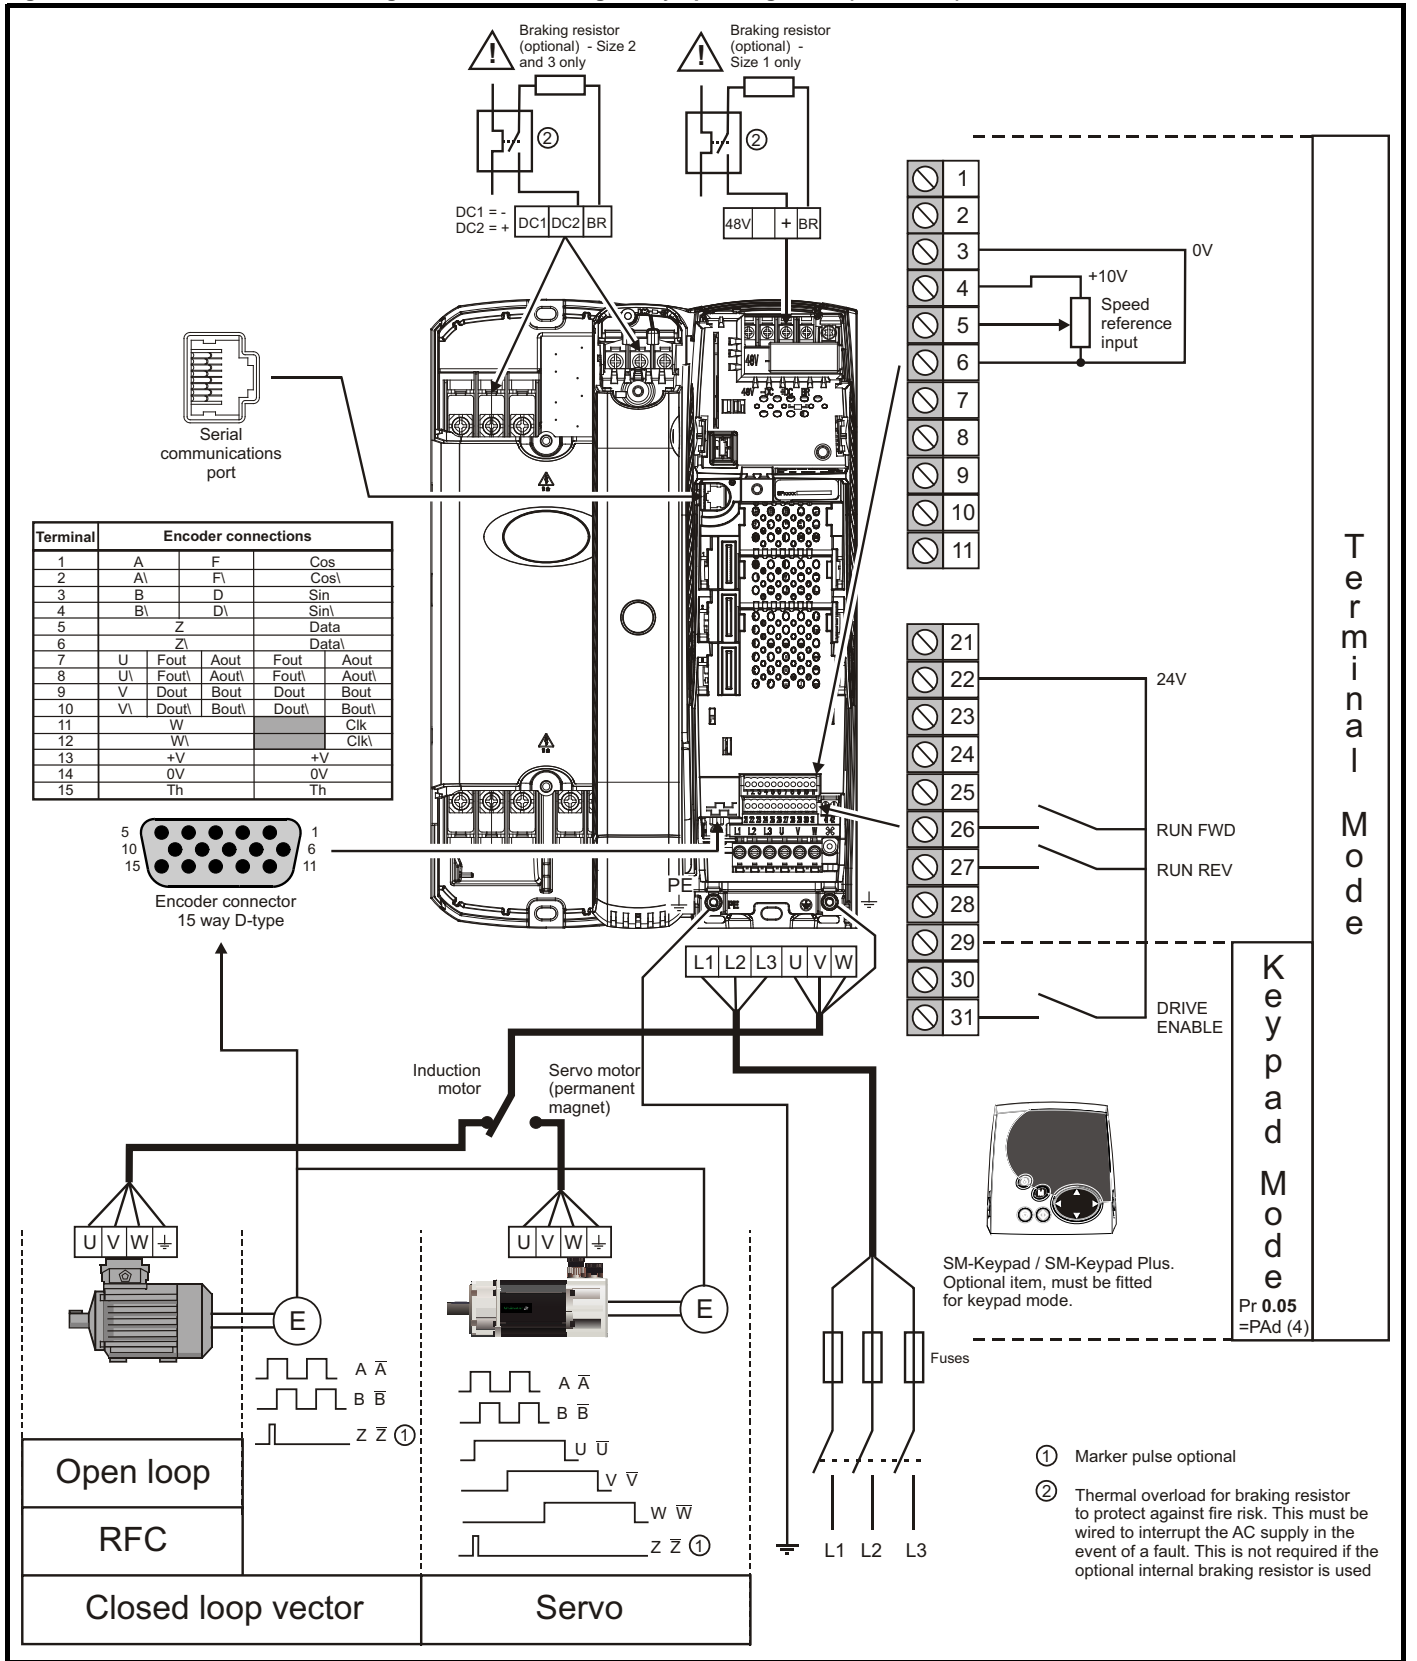 Braking resistor
(optional) - Size 2
and 3 only
Braking resistor
(optional) -
Size 1 only
2
2
DC1 = -
DC2 = +
DC1 DC2 BR
48V + BR
1
2
3
4
5
6
7
8
9
10
11
0V
+10V
Speed
reference
input
Serial
communications
port
48V
Terminal Encoder connections
1 A F Cos
2 A\ F\ Cos\
3 B D Sin
4 B\ D\ Sin\
5 Z Data
6 Z\ Data\
7 U Fout Aout Fout Aout
8 U\ Fout\ Aout\ Fout\ Aout\
9 V Dout Bout Dout Bout
10 V\ Dout\ Bout\ Dout\ Bout\
11 W Clk
12 W\ Clk\
13 +V +V
14 0V 0V
15 Th Th
5 1
10 6
15 11
Encoder connector
15 way D-type
21
22
23
24
25
26
27
28
29
30
31
24V
RUN FWD
RUN REV
DRIVE
ENABLE
Terminal Mode
Keypad Mode
Pr 0.05
=PAd (4)
L1 L2 L3 U V W
PE
PE
L1 L2 L3 U V W
Induction
motor
Servo motor
(permanent
magnet)
U V W
U V W
E
E
A A̅
B B̅
Z Z̅ 1
A A̅
B B̅
U U̅
V V̅
W W̅
Z Z̅ 1
SM-Keypad / SM-Keypad Plus.
Optional item, must be fitted
for keypad mode.
Fuses
L1 L2 L3
1 Marker pulse optional
2 Thermal overload for braking resistor
to protect against fire risk. This must be
wired to interrupt the AC supply in the
event of a fault. This is not required if the
optional internal braking resistor is used
Open loop
RFC
Closed loop vector
Servo